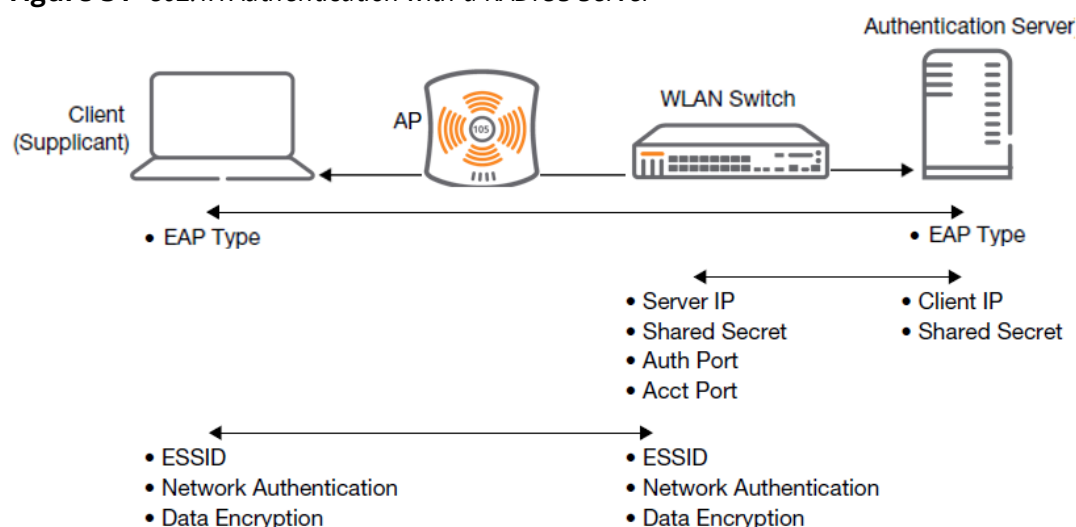 Authentication Server
Client
(Supplicant)
AP
105
WLAN Switch
• EAP Type
• EAP Type
• Server IP
• Shared Secret
• Auth Port
• Acct Port
• Client IP
• Shared Secret
• ESSID
• Network Authentication
• Data Encryption
• ESSID
• Network Authentication
• Data Encryption